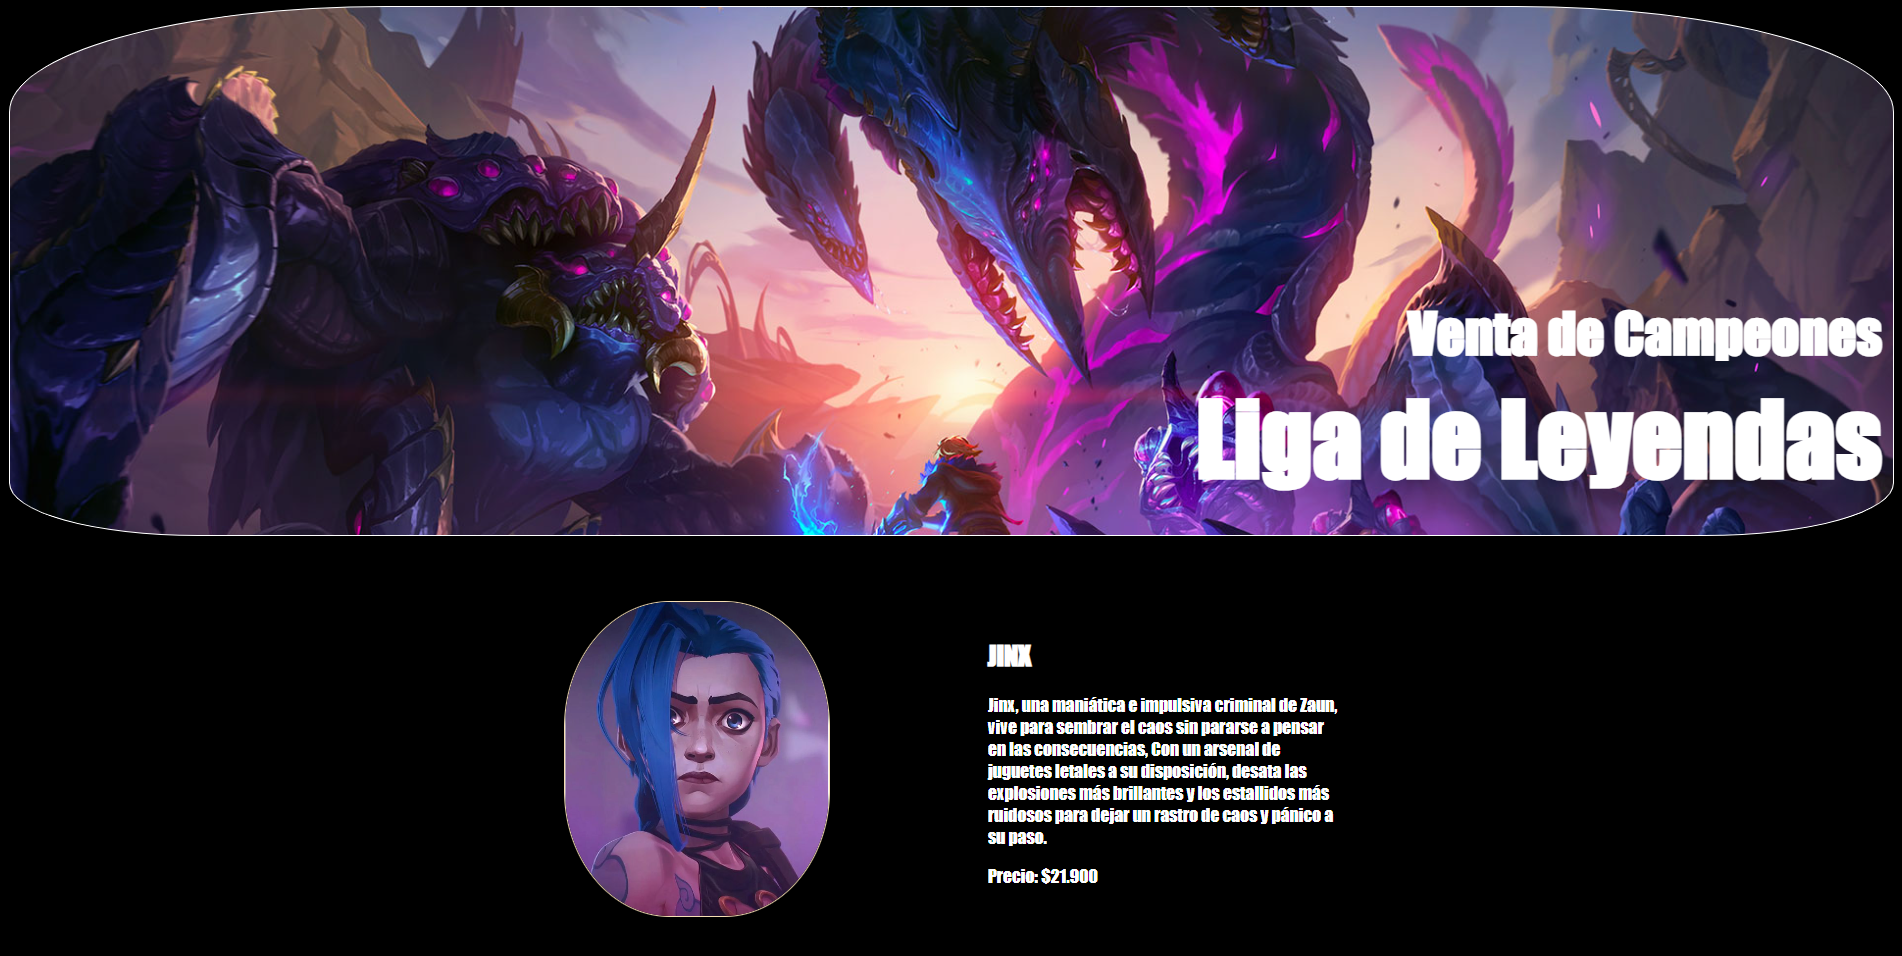 Venta de Campeones
Liga de Leyendas
JINX
Jinx, una maniática e impulsiva criminal de Zaun,
vive para sembrar el caos sin pararse a pensar
en las consecuencias, Con un arsenal de
juguetes letales a su disposición, desata las
explosiones más brillantes y los estallidos más
ruidosos para dejar un rastro de caos y pánico a
su paso.
Precio: $21.900